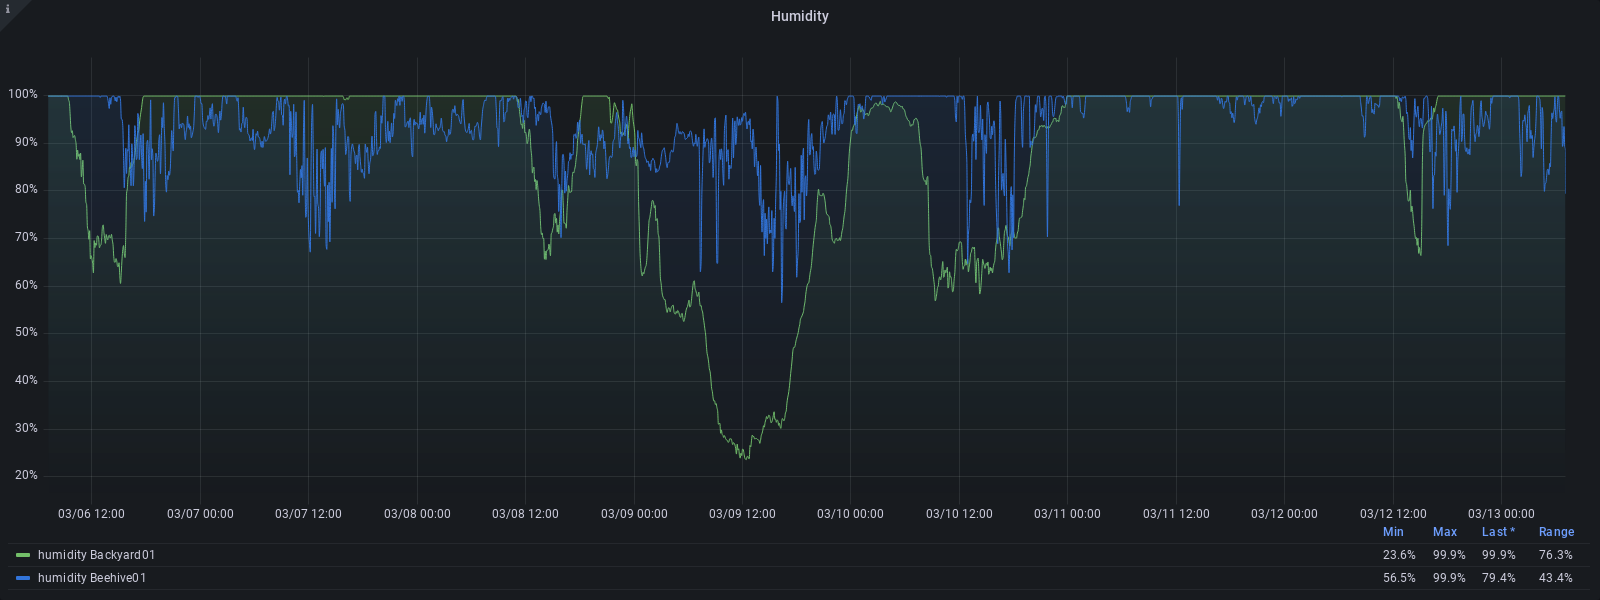 i
Humidity
100%
90%
80%
70%
60%
50%
40%
30%
20%
03/06 12:00 03/07 00:00 03/07 12:00 03/08 00:00 03/08 12:00 03/09 00:00 03/09 12:00 03/10 00:00 03/10 12:00 03/11 00:00 03/11 12:00 03/12 00:00 03/12 12:00 03/13 00:00
Min Max Last * Range
humidity Backyard01 23.6% 99.9% 99.9% 76.3%
humidity Beehive01 56.5% 99.9% 79.4% 43.4%